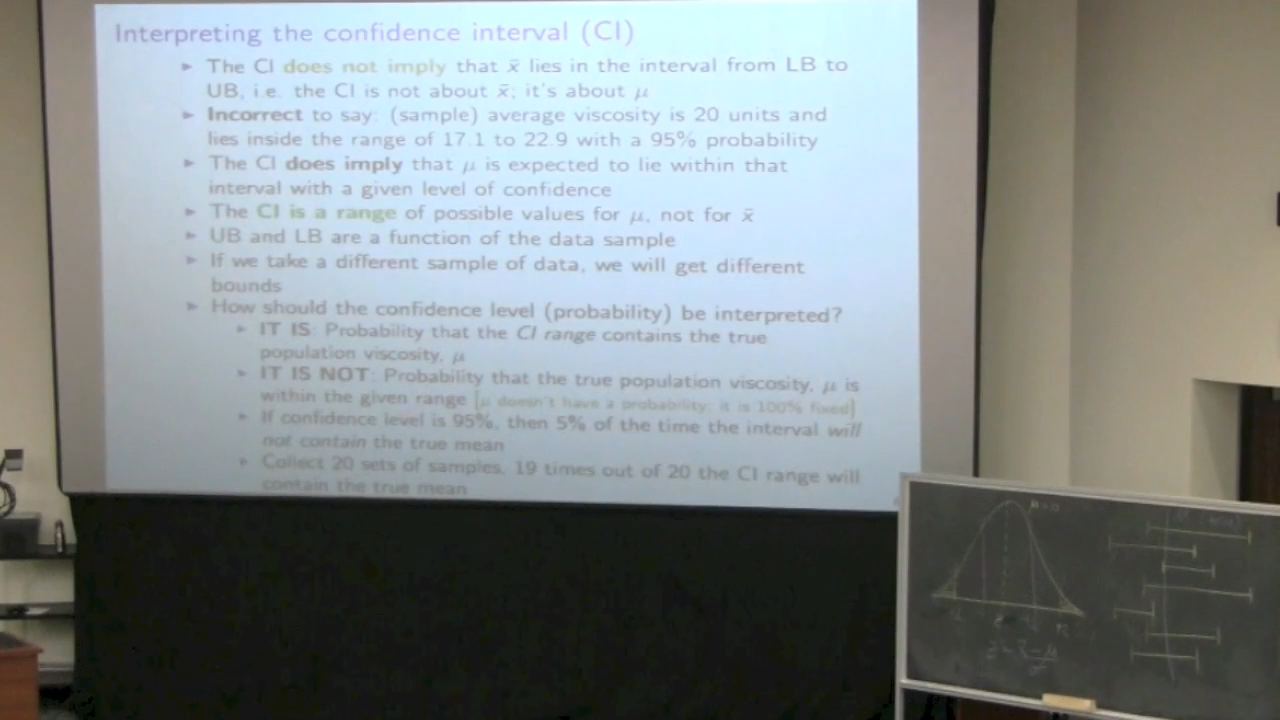 Interpreting the confidence interval (CI)
► The CI does not imply that x̄ lies in the interval from LB to
UB, i.e. the CI is not about x̄; it's about μ
► Incorrect to say: (sample) average viscosity is 20 units and
lies inside the range of 17.1 to 22.9 with a 95% probability
► The CI does imply that μ is expected to lie within that
interval with a given level of confidence
► The CI is a range of possible values for μ, not for x̄
► UB and LB are a function of the data sample
► If we take a different sample of data, we will get different
bounds
► How should the confidence level (probability) be interpreted?
► IT IS: Probability that the CI range contains the true
population viscosity, μ
► IT IS NOT: Probability that the true population viscosity, μ is
within the given range [μ doesn't have a probability; it is 100% fixed]
► If confidence level is 95%, then 5% of the time the interval will
not contain the true mean
► Collect 20 sets of samples, 19 times out of 20 the CI range will
contain the true mean